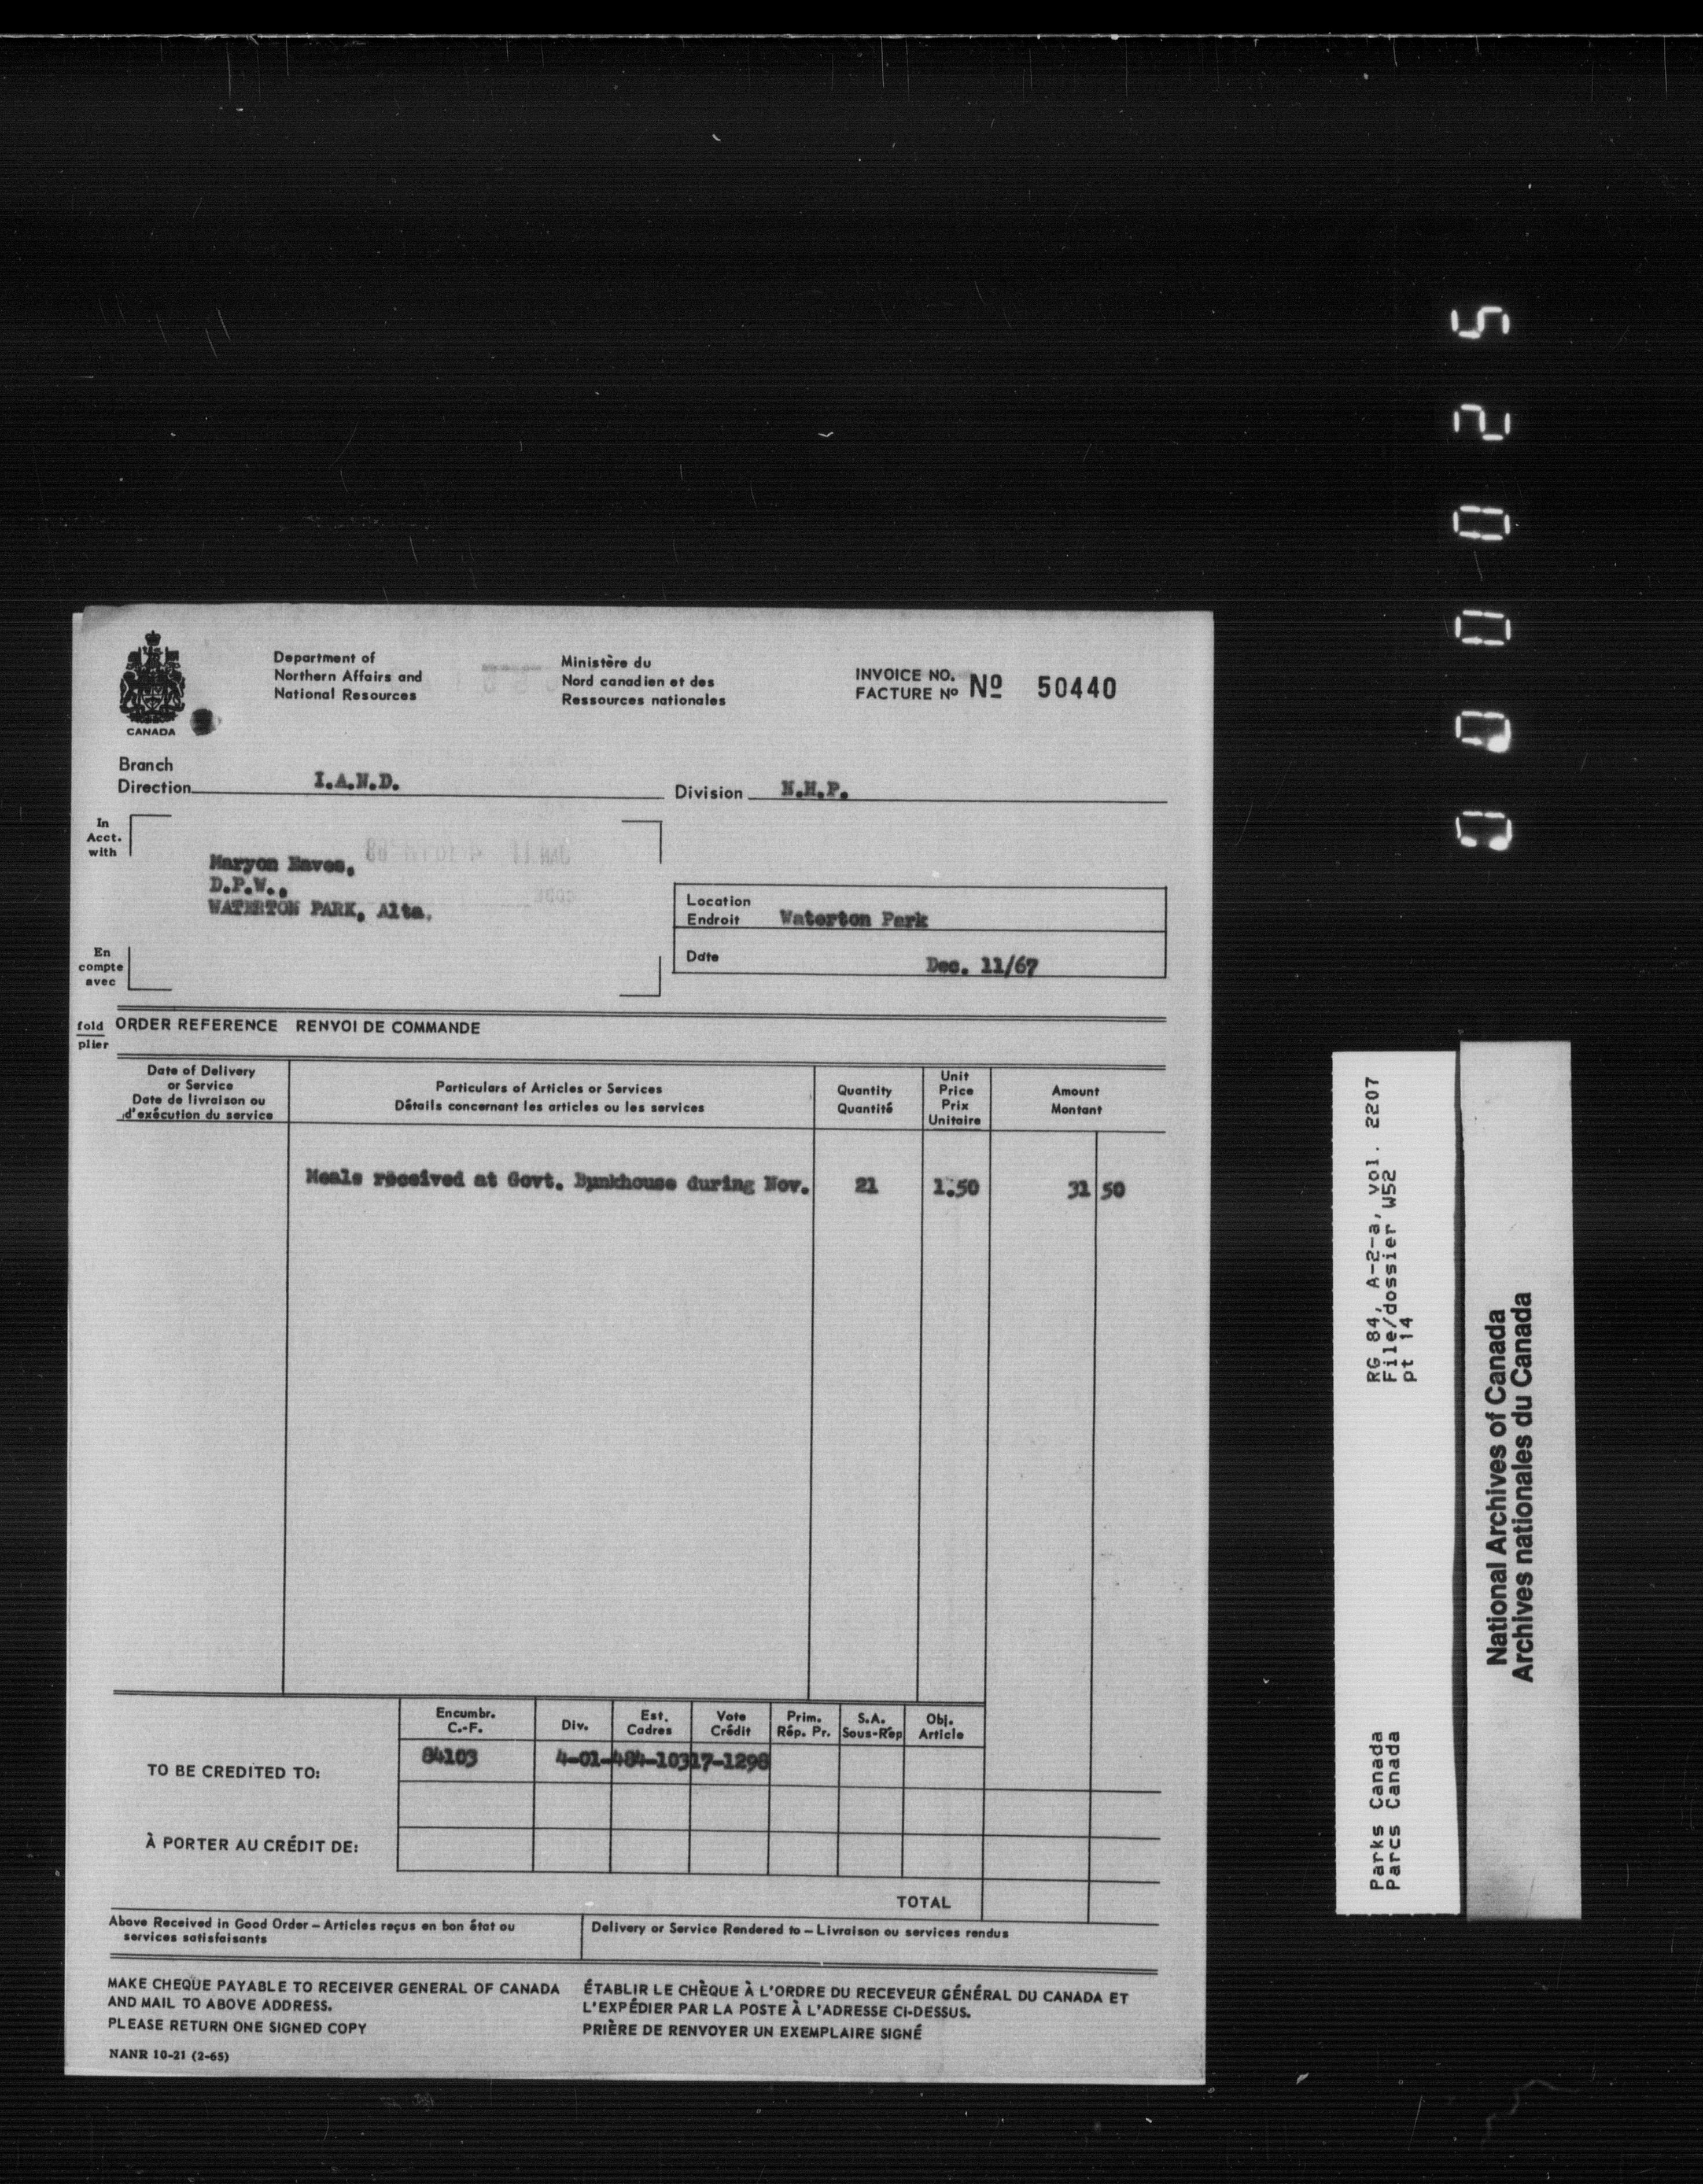 Department of
Northern Affairs and
National Resources
Ministère du
Nord canadien et des
Ressources nationales
INVOICE NO.
FACTURE Nº Nº 50440
CANADA
Branch
Direction I.A.N.D.
Division N.H.P.
In
Acct.
with
Maryon Eaves,
D.P.W.,
WATERTON PARK, Alta.
En
compte
avec
Location
Endroit Waterton Park
Date Dec. 11/67
fold
plier
ORDER REFERENCE RENVOI DE COMMANDE
Date of Delivery
or Service
Date de livraison ou
d'exécution du service
Particulars of Articles or Services
Détails concernant les articles ou les services
Quantity
Quantité
Unit
Price
Prix
Unitaire
Amount
Montant
Meals received at Govt. Bunkhouse during Nov. 21 1.50 31 50
Encumbr.
C.-F.
Div.
Est.
Cadres
Vote
Crédit
Prim.
Rép. Pr.
S.A.
Sous-Rép
Obj.
Article
TO BE CREDITED TO: 84103 4-01-484-10317-1298
À PORTER AU CRÉDIT DE:
TOTAL
Above Received in Good Order – Articles reçus en bon état ou
services satisfaisants
Delivery or Service Rendered to – Livraison ou services rendus
MAKE CHEQUE PAYABLE TO RECEIVER GENERAL OF CANADA
AND MAIL TO ABOVE ADDRESS.
PLEASE RETURN ONE SIGNED COPY
ÉTABLIR LE CHÈQUE À L'ORDRE DU RECEVEUR GÉNÉRAL DU CANADA ET
L'EXPÉDIER PAR LA POSTE À L'ADRESSE CI-DESSUS.
PRIÈRE DE RENVOYER UN EXEMPLAIRE SIGNÉ
NANR 10-21 (2-65)
Parks Canada
Parcs Canada
RG 84, A-2-a, vol. 2207
File/dossier W52
pt 14
National Archives of Canada
Archives nationales du Canada